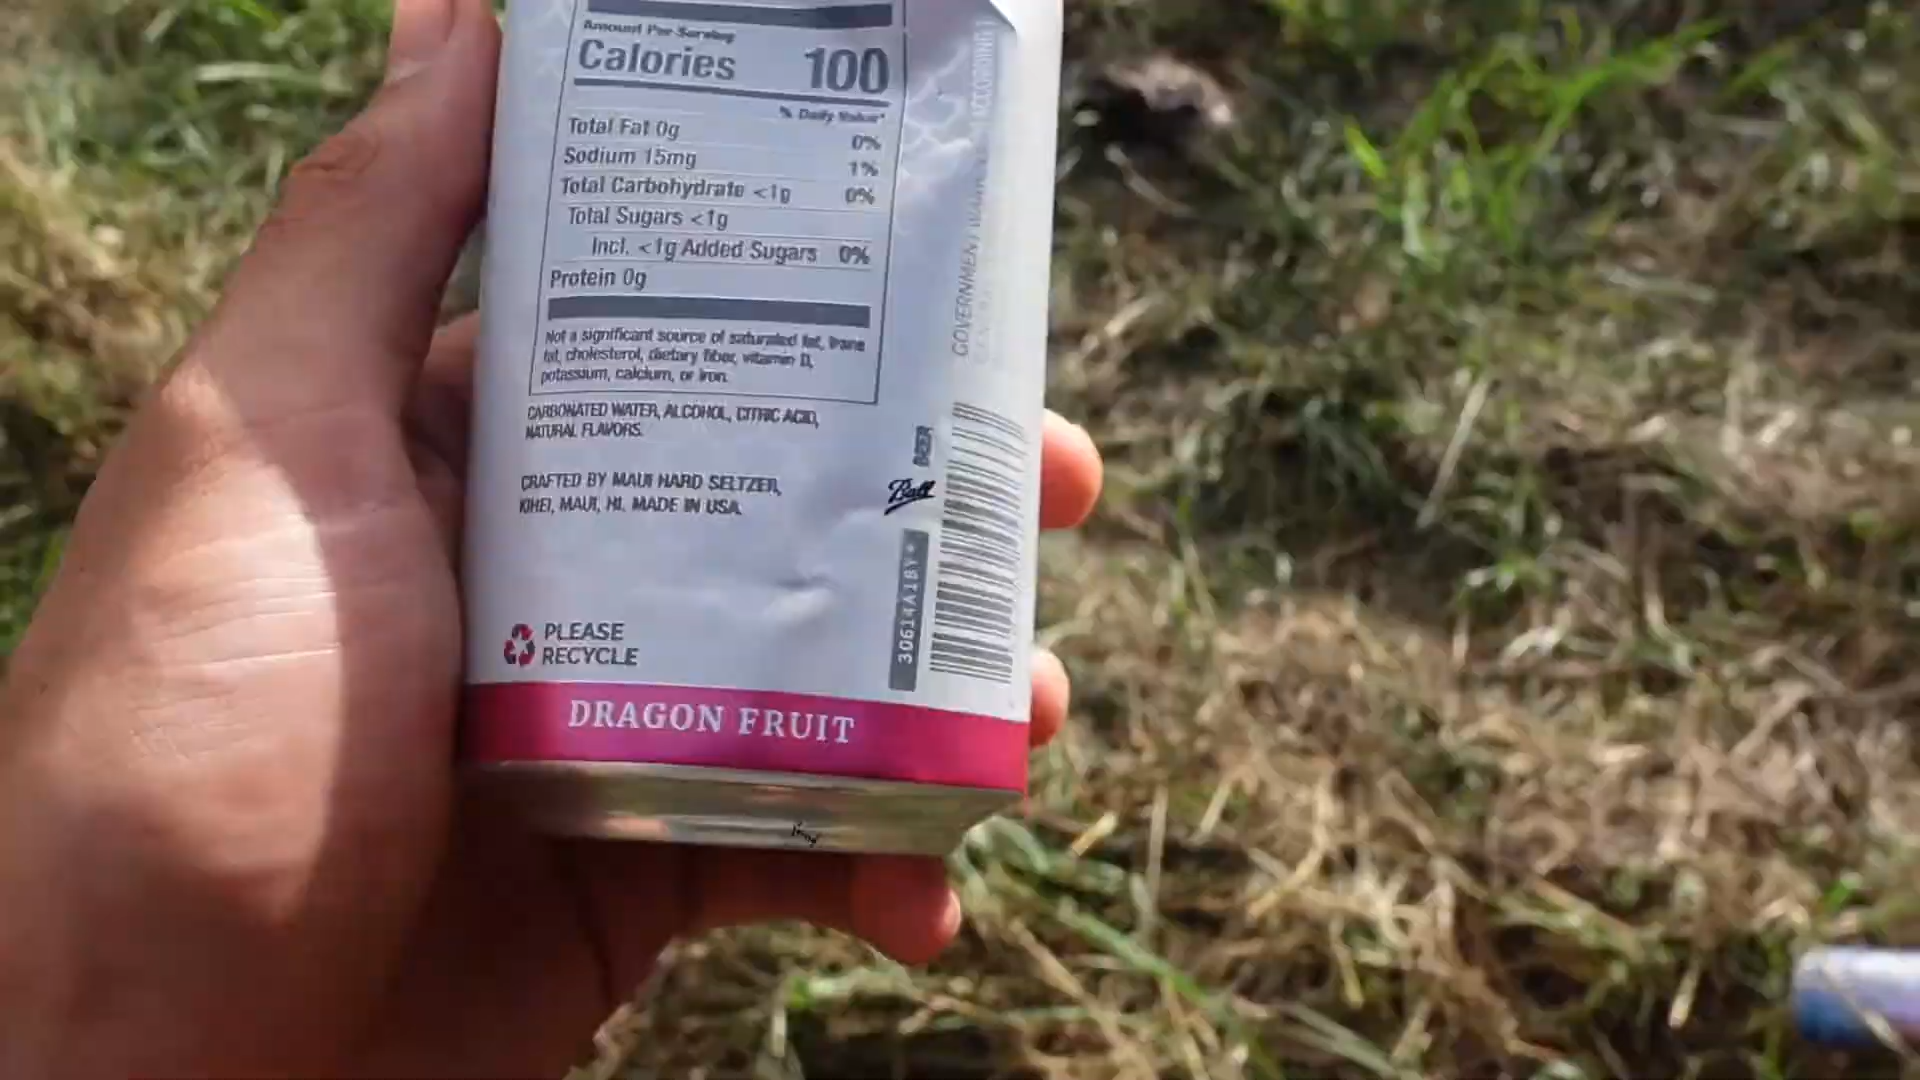 Amount Per Serving
Calories 100
% Daily Value*
Total Fat 0g 0%
Sodium 15mg 1%
Total Carbohydrate <1g 0%
Total Sugars <1g
Incl. <1g Added Sugars 0%
Protein 0g
Not a significant source of saturated fat, trans
fat, cholesterol, dietary fiber, vitamin D,
potassium, calcium, or iron.
CARBONATED WATER, ALCOHOL, CITRIC ACID,
NATURAL FLAVORS.
CRAFTED BY MAUI HARD SELTZER,
KIHEI, MAUI, HI. MADE IN USA.
PLEASE
RECYCLE
DRAGON FRUIT
GOVERNMENT WARNING: ACCORDING
Ball
BEER
30614A1BY*